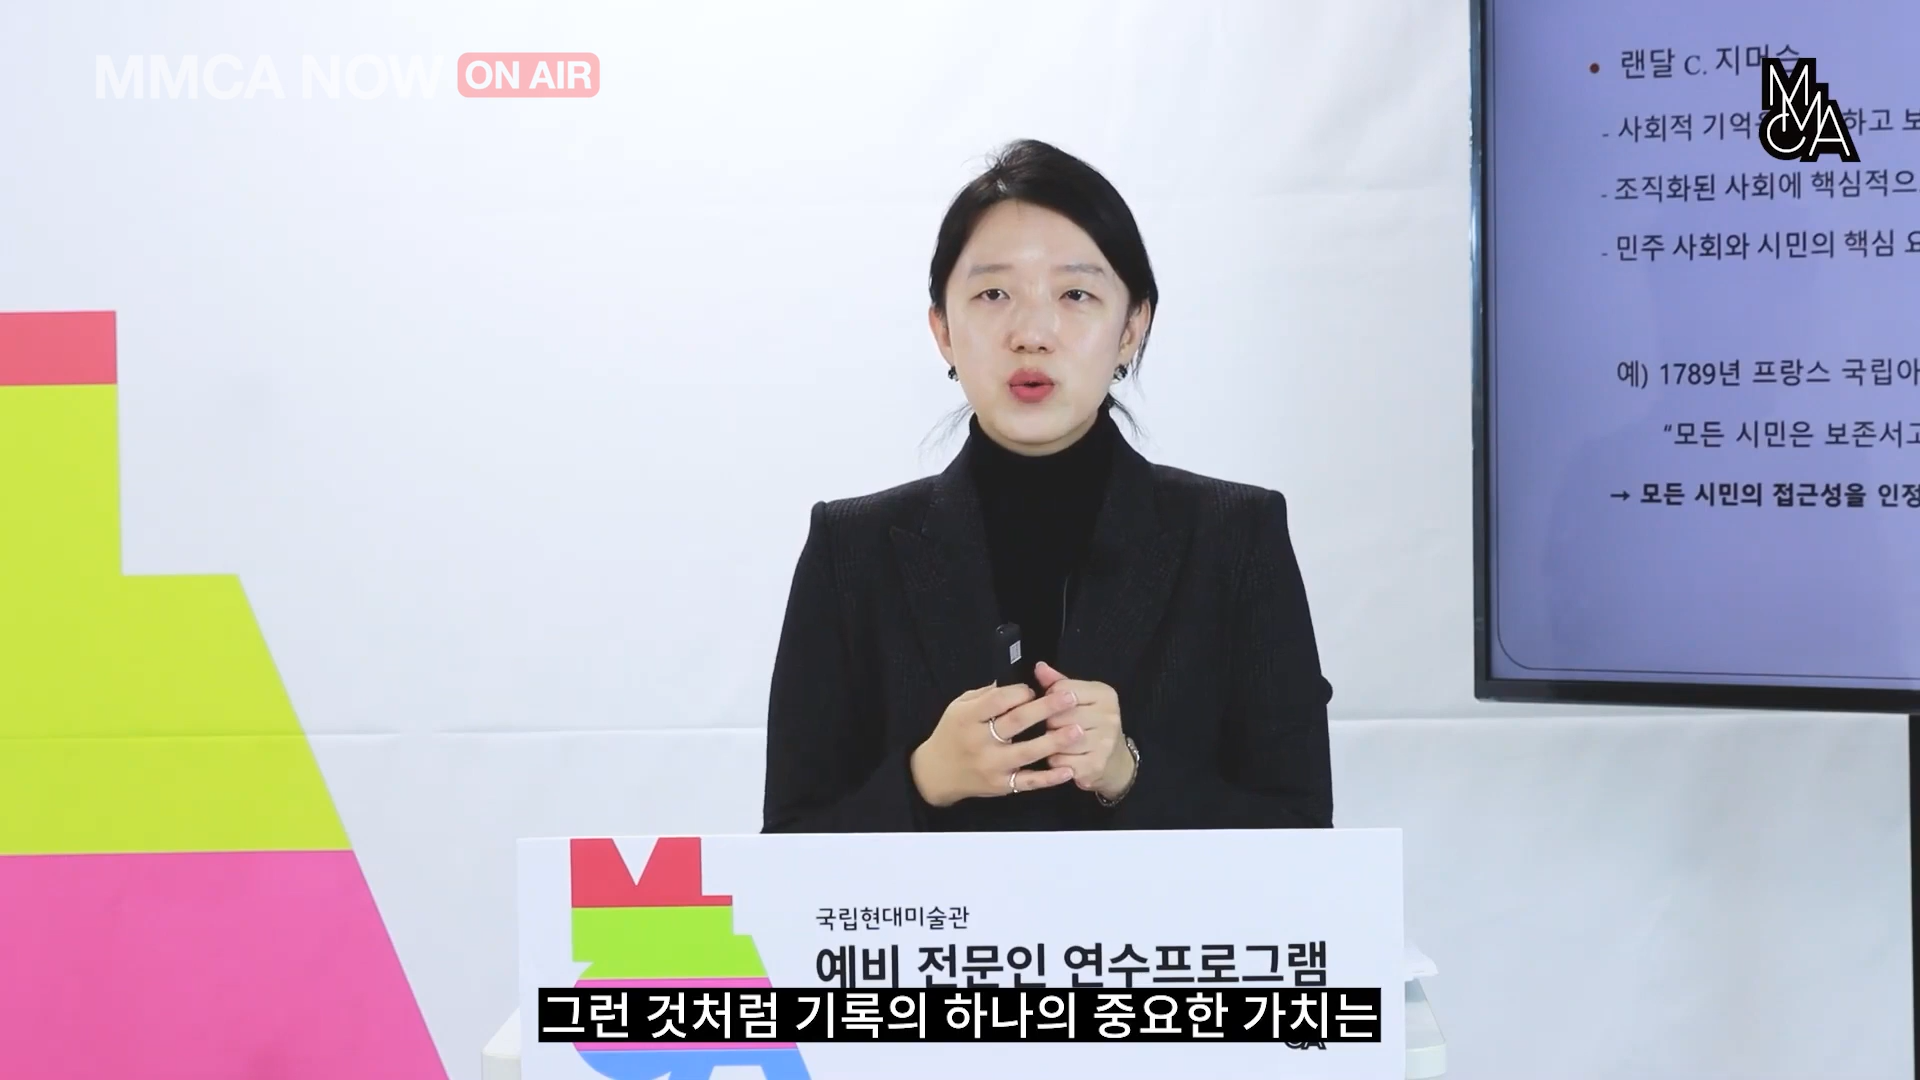 MMCA NOW ON AIR
랜달 C. 지머슨
MMCA
- 사회적 기억
하고
- 조직화된 사회에 핵심적으
- 민주 사회와 시민의 핵심
예) 1789년 프랑스 국립아
“모든 시민은 보존서고
→ 모든 시민의 접근성을 인정
국립현대미술관
예비 전문인 연수프로그램
그런 것처럼 기록의 하나의 중요한 가치는